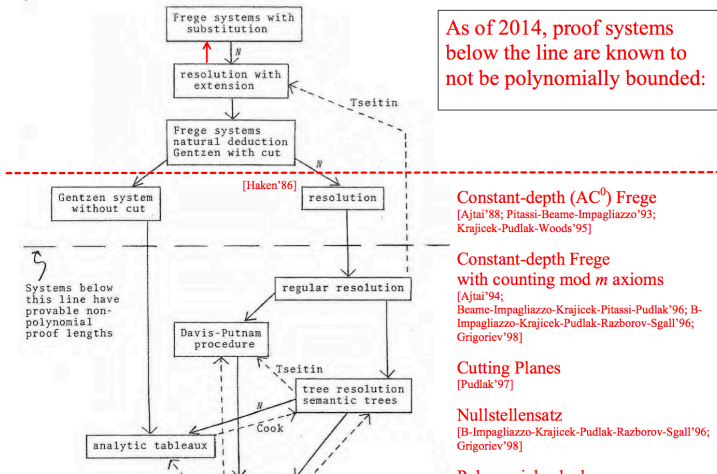 Frege systems with
substitution
As of 2014, proof systems
below the line are known to
not be polynomially bounded:
N
resolution with
extension
Tseitin
Frege systems
natural deduction
Gentzen with cut
N
[Haken'86]
Gentzen system
without cut
resolution
Constant-depth (AC⁰) Frege
[Ajtai'88; Pitassi-Beame-Impagliazzo'93;
Krajicek-Pudlak-Woods'95]
Systems below
this line have
provable non-
polynomial
proof lengths
regular resolution
Constant-depth Frege
with counting mod m axioms
[Ajtai'94;
Beame-Impagliazzo-Krajicek-Pitassi-Pudlak'96; B-
Impagliazzo-Krajicek-Pudlak-Razborov-Sgall'96;
Grigoriev'98]
Davis-Putnam
procedure
Tseitin
Cutting Planes
[Pudlak'97]
tree resolution
semantic trees
N
Cook
Nullstellensatz
[B-Impagliazzo-Krajicek-Pudlak-Razborov-Sgall'96;
Grigoriev'98]
analytic tableaux